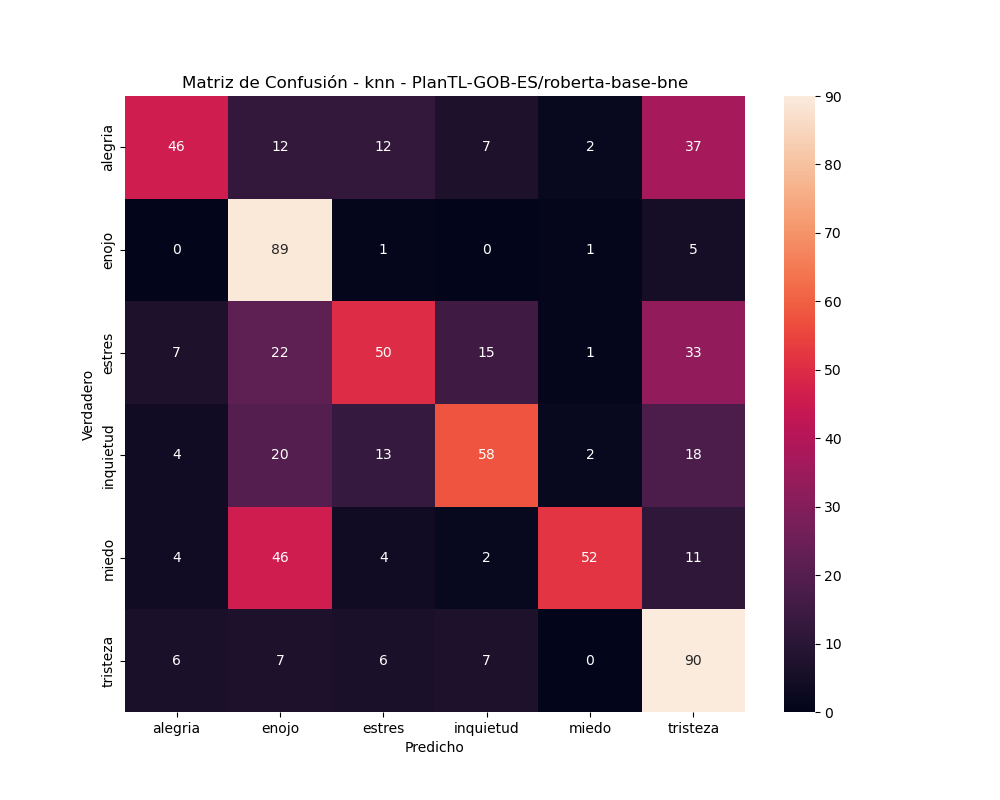 Matriz de Confusión - knn - PlanTL-GOB-ES/roberta-base-bne
Verdadero
alegria 46 12 12 7 2 37
enojo 0 89 1 0 1 5
estres 7 22 50 15 1 33
inquietud 4 20 13 58 2 18
miedo 4 46 4 2 52 11
tristeza 6 7 6 7 0 90
alegria enojo estres inquietud miedo tristeza
Predicho
90
80
70
60
50
40
30
20
10
0